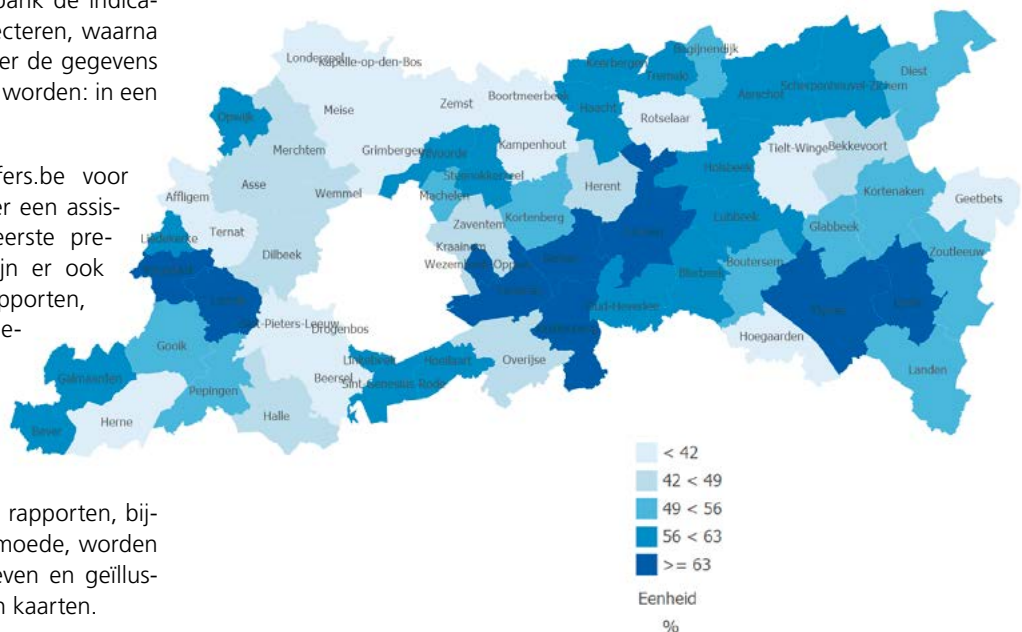 bank de indica-
ecteren, waarna
er de gegevens
worden: in een
fers.be voor
er een assis-
eerste pre-
ijn er ook
pporten,
e-
rapporten, bij-
moede, worden
even en geïllus-
n kaarten.
Londerzeel
Kapelle-op-den-Bos
Meise
Zemst
Boortmeerbeek
Keerbergen
Tremelo
Begijnendijk
Haacht
Rotselaar
Aarschot
Scherpenheuvel-Zichem
Diest
Opwijk
Merchtem
Grimbergen
Vilvoorde
Kampenhout
Tielt-Winge
Bekkevoort
Steenokkerzeel
Machelen
Affligem
Asse
Wemmel
Herent
Holsbeek
Kortenaken
Geetbets
Ternat
Liedekerke
Dilbeek
Zaventem
Kortenberg
Kraainem
Wezembeek-Oppem
Lubbeek
Glabbeek
Zoutleeuw
Boutersem
Bierbeek
Oud-Heverlee
Sint-Pieters-Leeuw
Drogenbos
Hoegaarden
Gooik
Linkebeek
Hoeilaart
Overijse
Beersel
Sint-Genesius-Rode
Galmaarden
Pepingen
Landen
Halle
Herne
Bever
< 42
42 < 49
49 < 56
56 < 63
>= 63
Eenheid
%